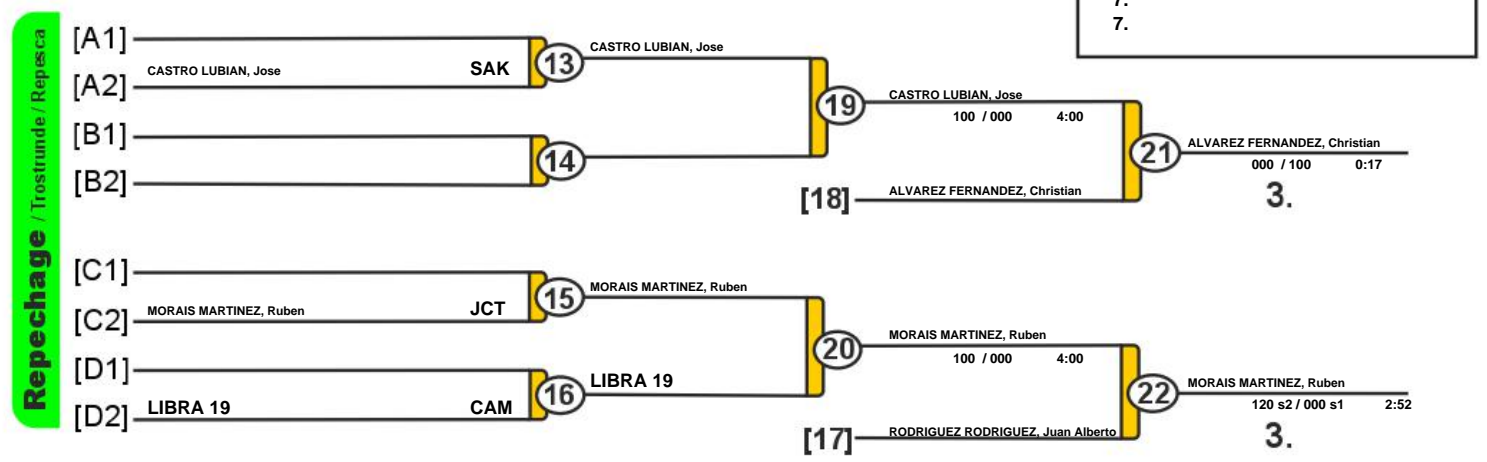 7.
7.
Repechage / Trostrunde / Repesca
[A1]
CASTRO LUBIAN, Jose
13
[A2] CASTRO LUBIAN, Jose SAK
CASTRO LUBIAN, Jose
19
100 / 000 4:00
[B1]
14
[B2]
ALVAREZ FERNANDEZ, Christian
21
000 / 100 0:17
[18] ALVAREZ FERNANDEZ, Christian
3.
[C1]
MORAIS MARTINEZ, Ruben
15
[C2] MORAIS MARTINEZ, Ruben JCT
MORAIS MARTINEZ, Ruben
20
100 / 000 4:00
[D1]
LIBRA 19
16
[D2] LIBRA 19 CAM
MORAIS MARTINEZ, Ruben
22
120 s2 / 000 s1 2:52
[17] RODRIGUEZ RODRIGUEZ, Juan Alberto
3.